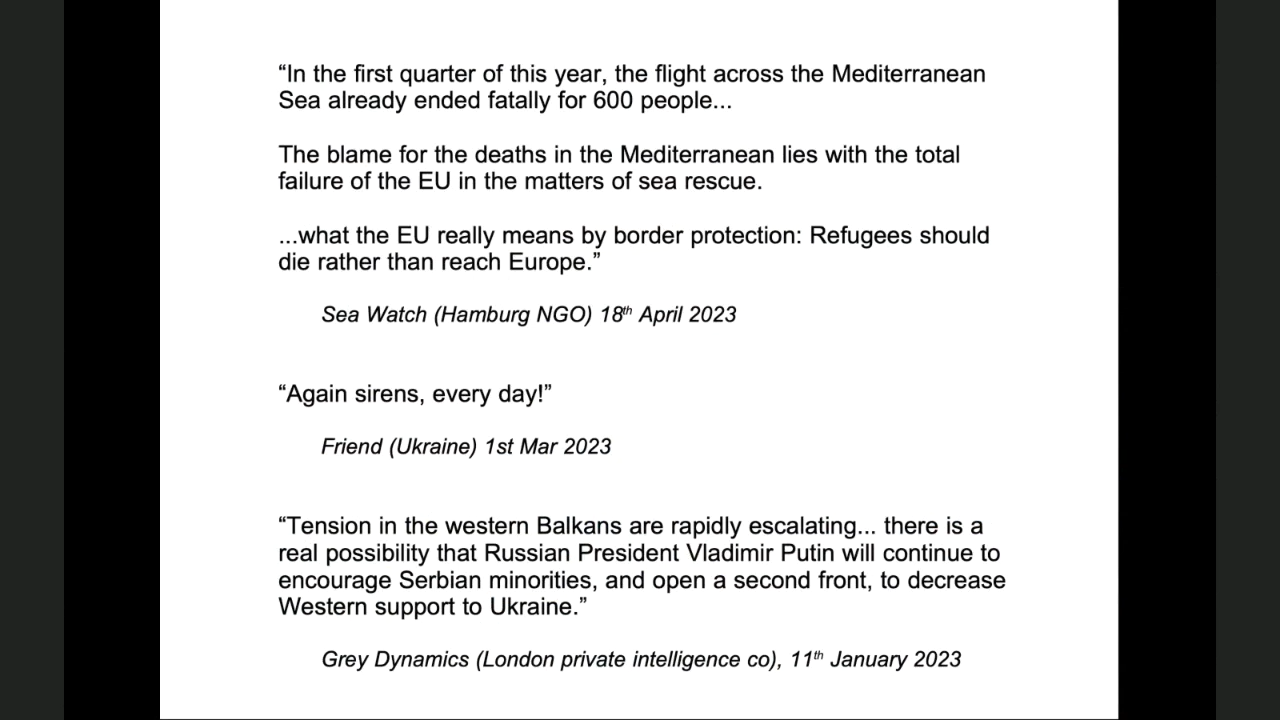 “In the first quarter of this year, the flight across the Mediterranean
Sea already ended fatally for 600 people...
The blame for the deaths in the Mediterranean lies with the total
failure of the EU in the matters of sea rescue.
...what the EU really means by border protection: Refugees should
die rather than reach Europe.”
Sea Watch (Hamburg NGO) 18th April 2023
“Again sirens, every day!”
Friend (Ukraine) 1st Mar 2023
“Tension in the western Balkans are rapidly escalating... there is a
real possibility that Russian President Vladimir Putin will continue to
encourage Serbian minorities, and open a second front, to decrease
Western support to Ukraine.”
Grey Dynamics (London private intelligence co), 11th January 2023